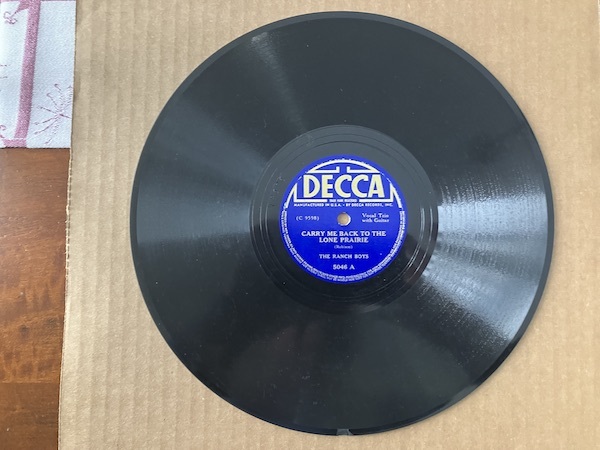 DECCA
MANUFACTURED IN U.S.A. • BY DECCA RECORDS, INC.
(C 9598)
Vocal Trio
with Guitar
CARRY ME BACK TO THE
LONE PRAIRIE
(Robison)
THE RANCH BOYS
5046 A